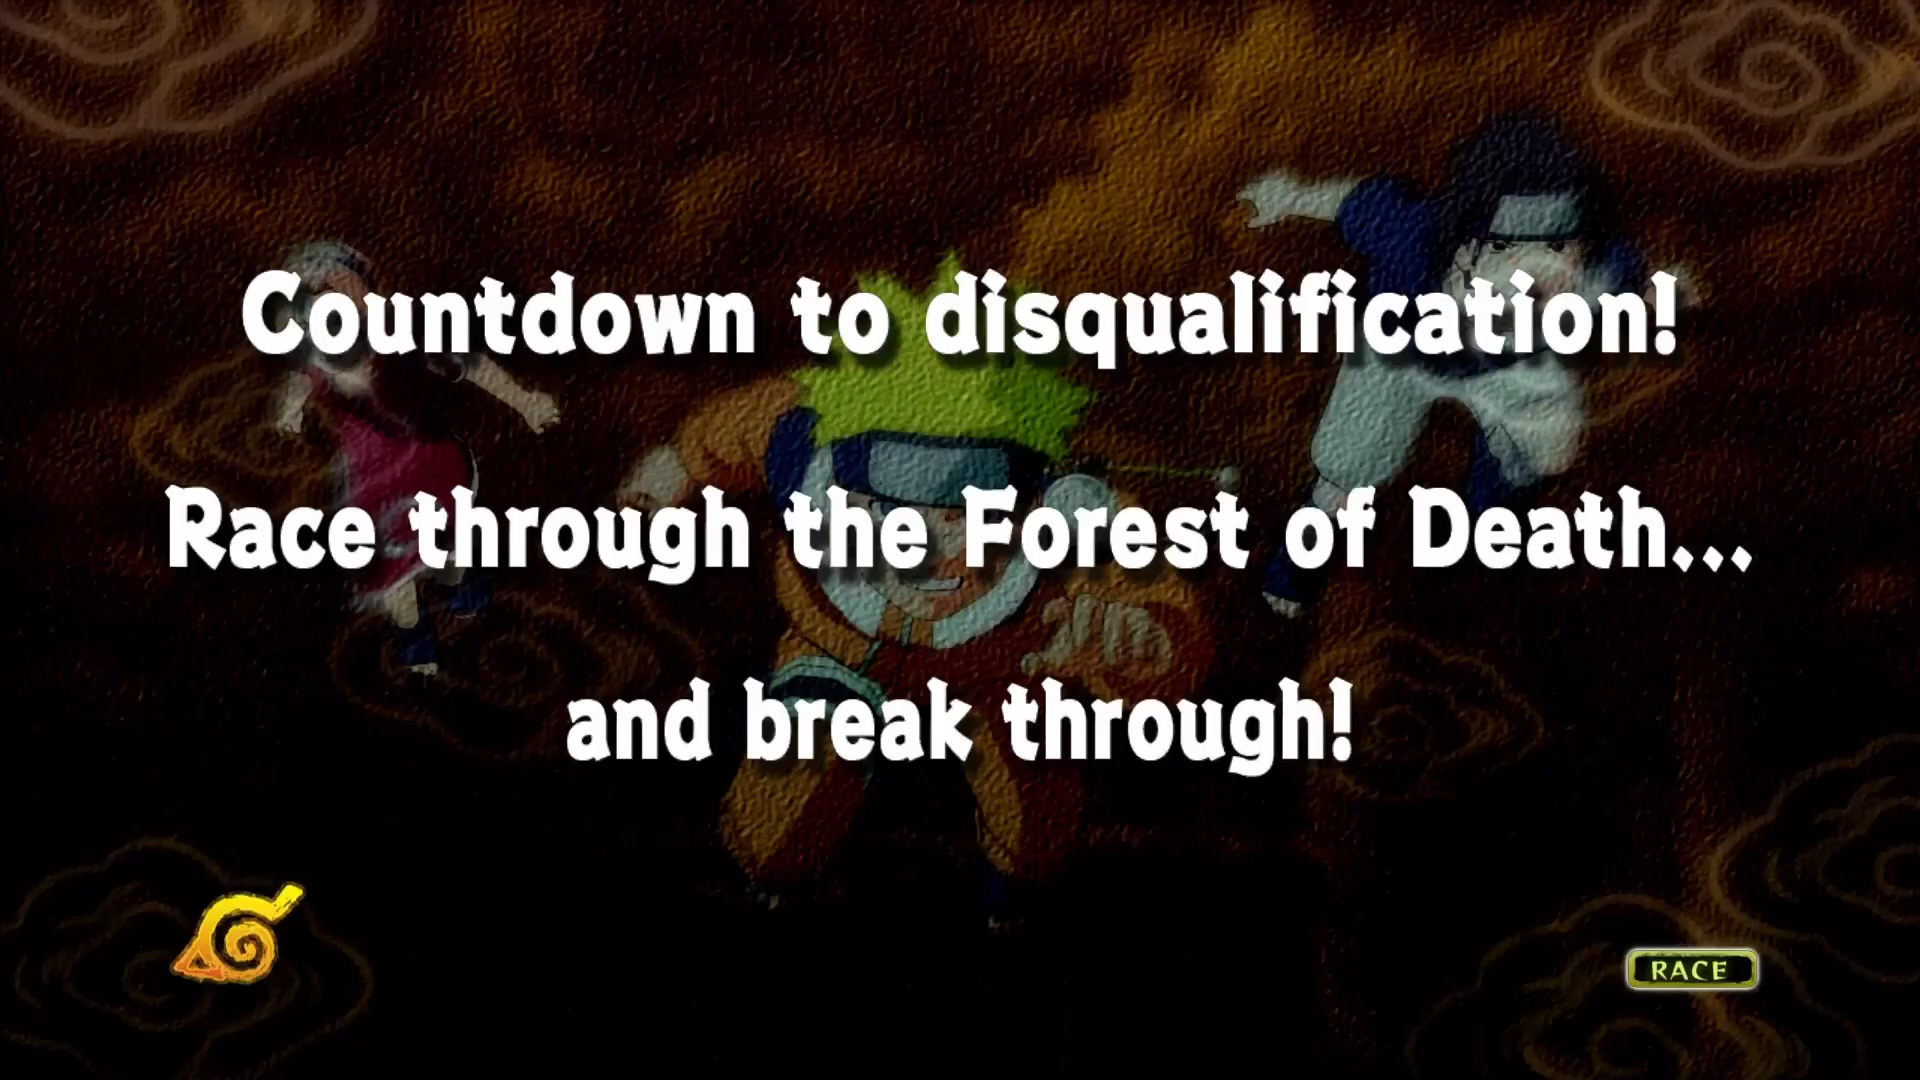 Countdown to disqualification!
Race through the Forest of Death...
and break through!
RACE